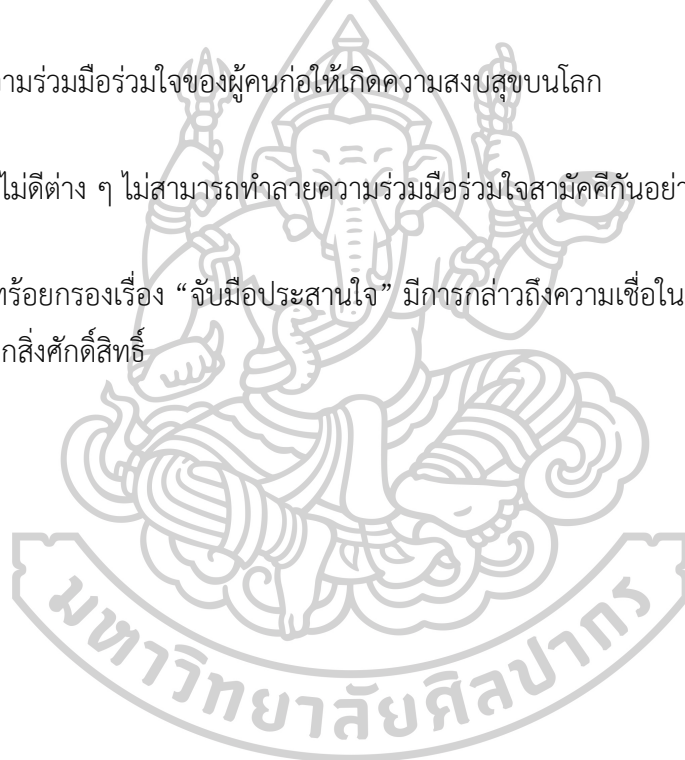 ามร่วมมือร่วมใจของผู้คนก่อให้เกิดความสงบสุขบนโลก
ไม่ดีต่าง ๆ ไม่สามารถทำลายความร่วมมือร่วมใจสามัคคีกันอย่า
ทร้อยกรองเรื่อง “จับมือประสานใจ” มีการกล่าวถึงความเชื่อใน
กสิ่งศักดิ์สิทธิ์
มหาวิทยาลัยศิลปากร